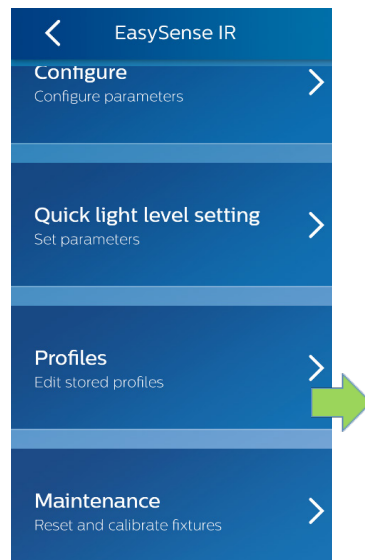 EasySense IR
Configure
Configure parameters
Quick light level setting
Set parameters
Profiles
Edit stored profiles
Maintenance
Reset and calibrate fixtures